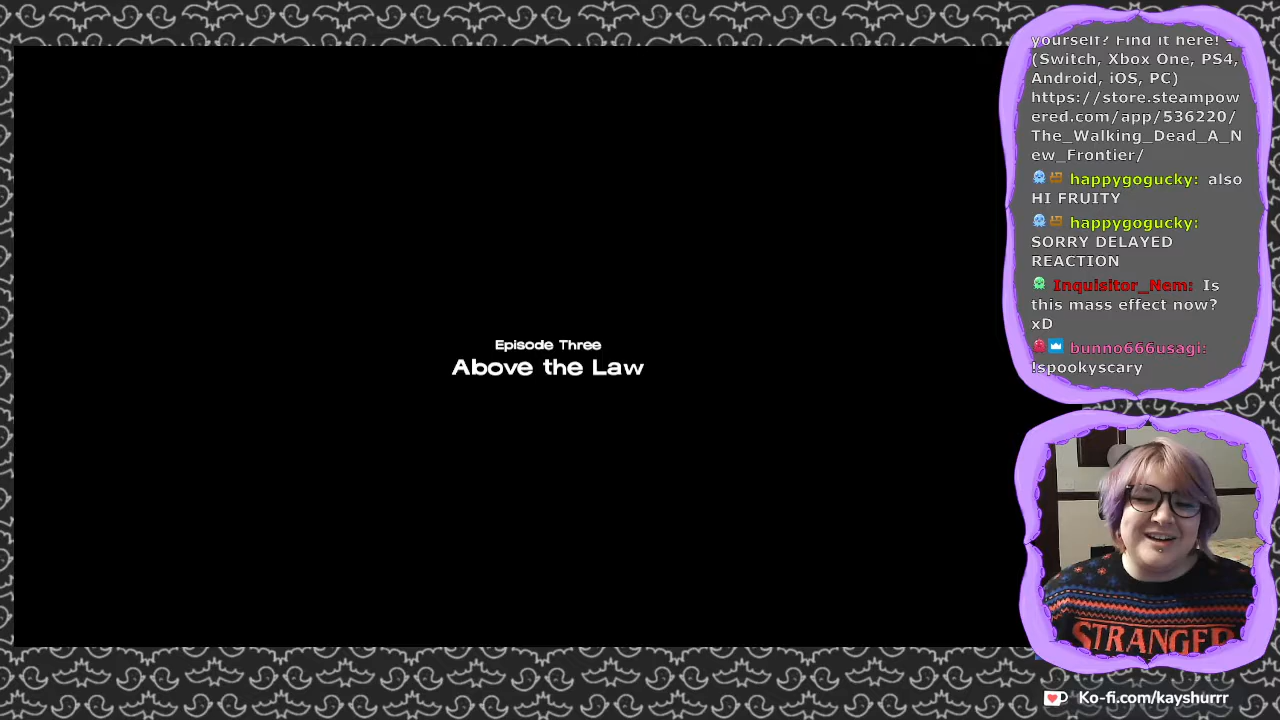 Episode Three
Above the Law
yourself? Find it here! -
(Switch, Xbox One, PS4,
Android, iOS, PC)
https://store.steampow
ered.com/app/536220/
The_Walking_Dead_A_N
ew_Frontier/
happygogucky: also
HI FRUITY
happygogucky:
SORRY DELAYED
REACTION
Inquisitor_Nem: Is
this mass effect now?
xD
bunno666usagi:
!spookyscary
STRANGER
Ko-fi.com/kayshurrr